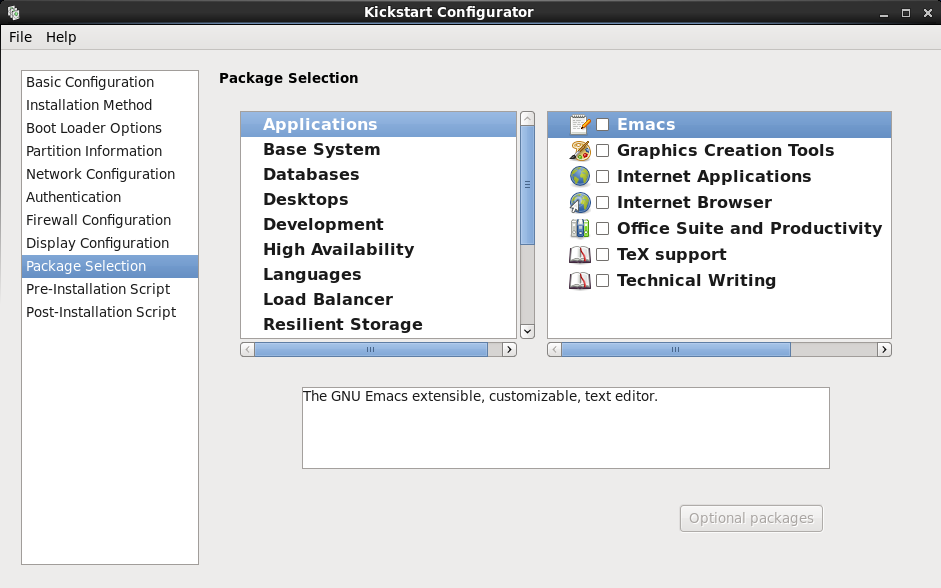 Kickstart Configurator
File Help
Basic Configuration
Installation Method
Boot Loader Options
Partition Information
Network Configuration
Authentication
Firewall Configuration
Display Configuration
Package Selection
Pre-Installation Script
Post-Installation Script
Package Selection
Applications
Base System
Databases
Desktops
Development
High Availability
Languages
Load Balancer
Resilient Storage
Emacs
Graphics Creation Tools
Internet Applications
Internet Browser
Office Suite and Productivity
TeX support
Technical Writing
The GNU Emacs extensible, customizable, text editor.
Optional packages